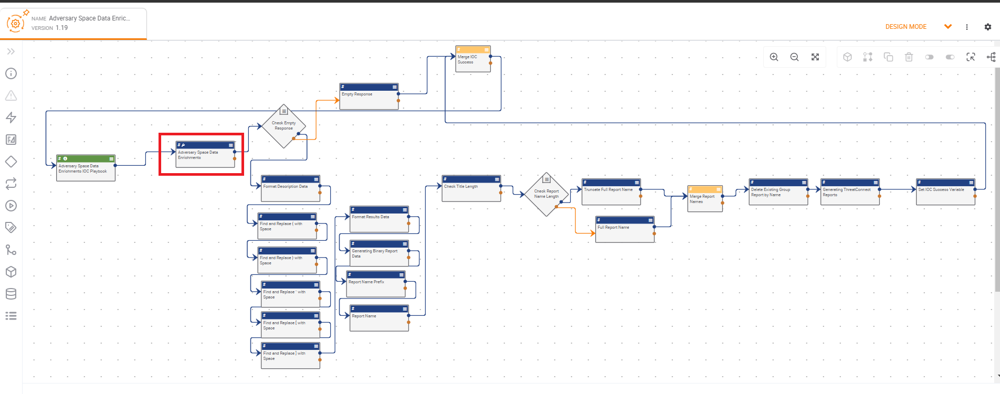 NAME Adversary Space Data Enric...
VERSION 1.19
DESIGN MODE
Merge IOC
Success
Empty Response
Check Empty
Response
Adversary Space Data
Enrichments
Adversary Space Data
Enrichments IOC Playbook
Format Description Data
Find and Replace { with
Space
Find and Replace } with
Space
Find and Replace " with
Space
Find and Replace [ with
Space
Find and Replace ] with
Space
Format Results Data
Generating Binary Report
Data
Report Name Prefix
Report Name
Check Title Length
Check Report
Name Length
Truncate Full Report Name
Full Report Name
Merge Report
Names
Delete Existing Group
Report by Name
Generating ThreatConnect
Reports
Set IOC Success Variable